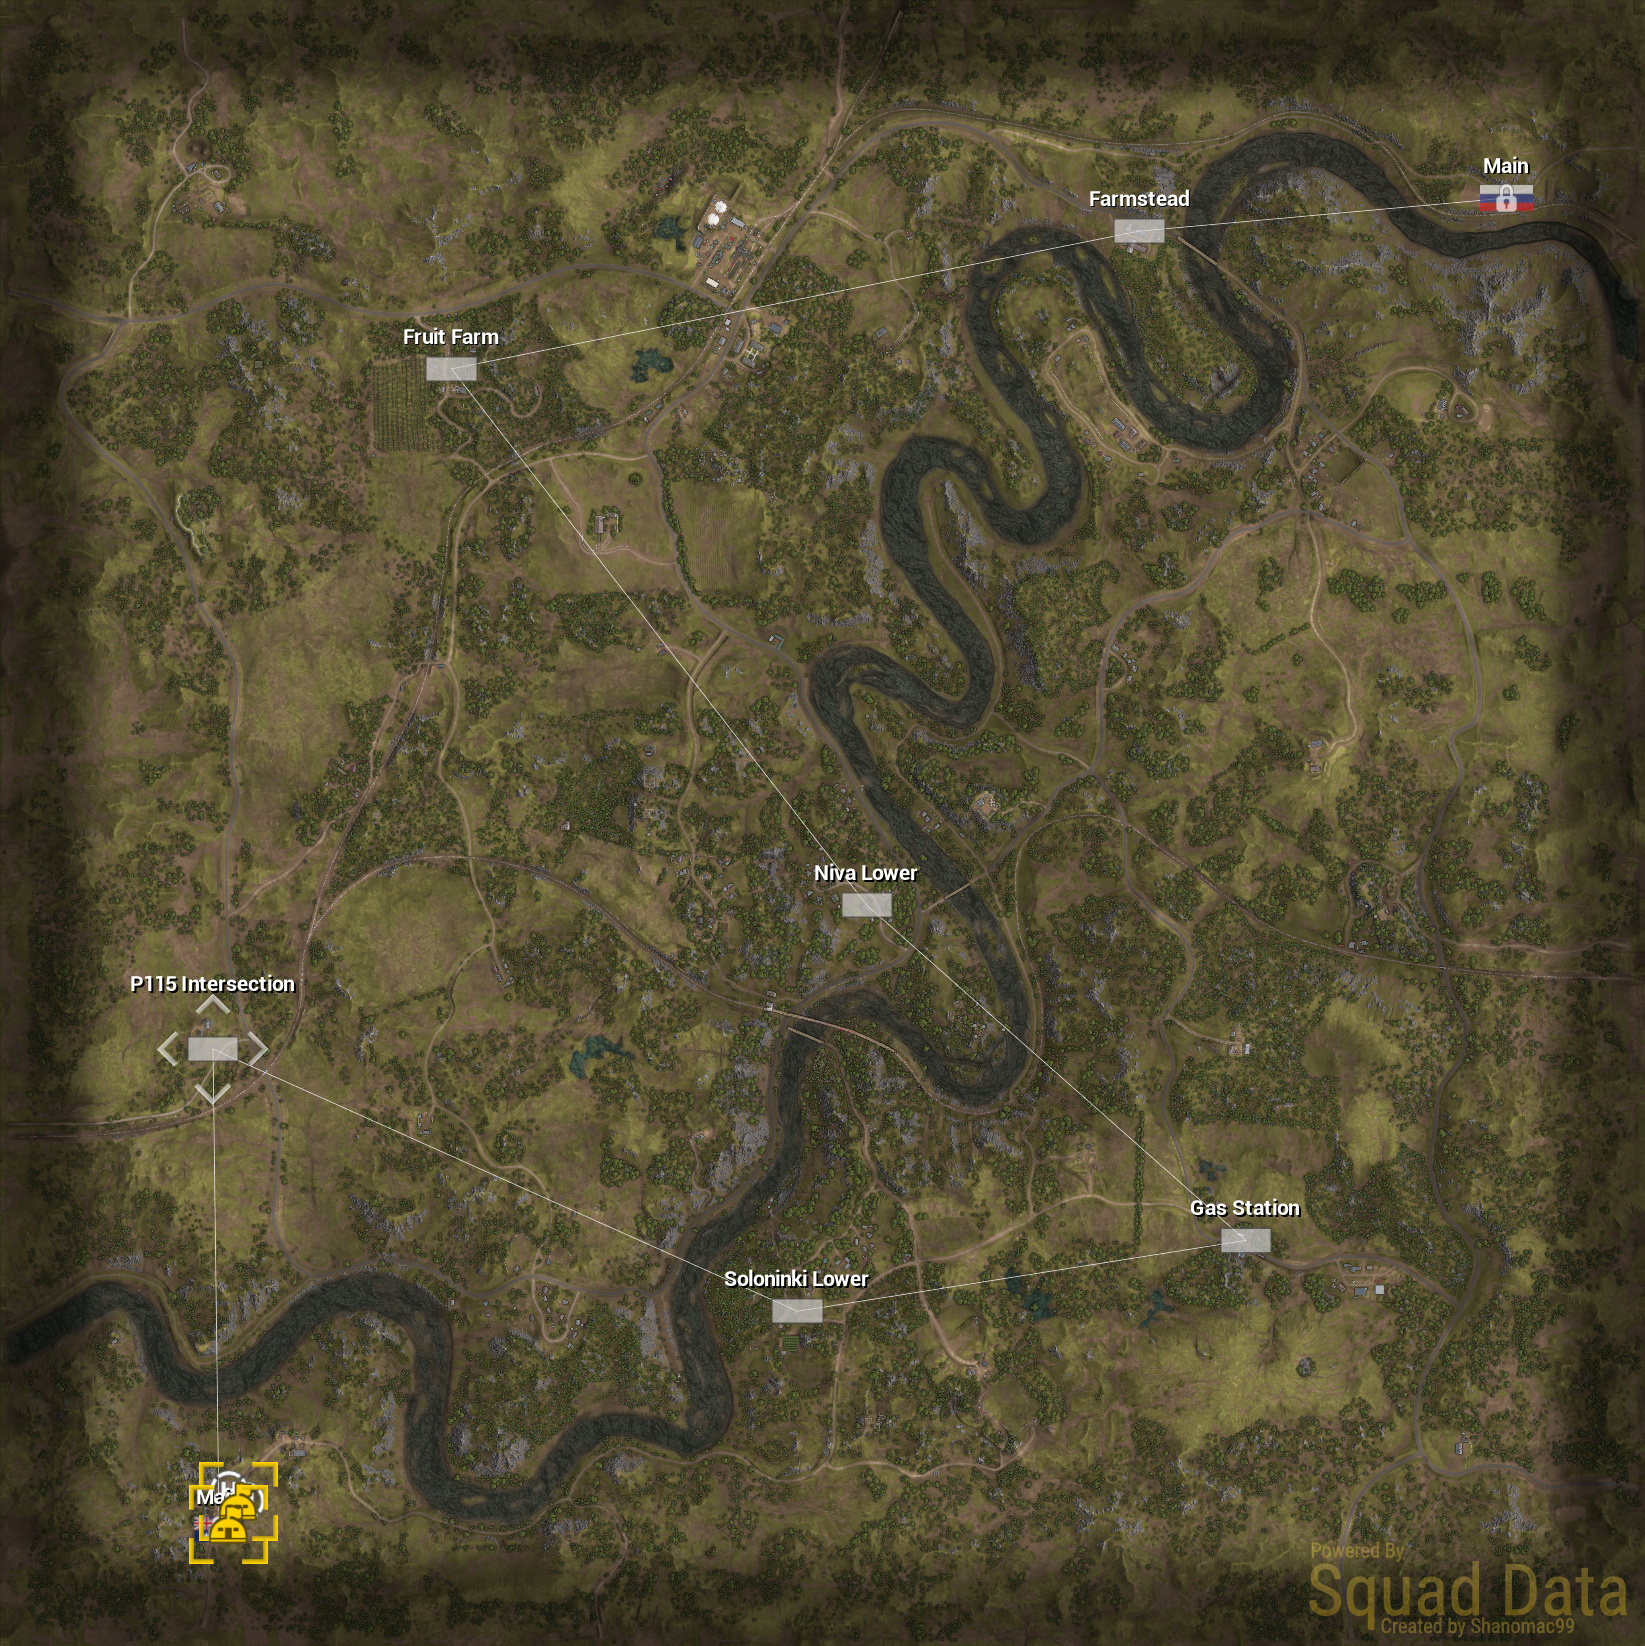 Main
Farmstead
Fruit Farm
Niva Lower
P115 Intersection
Gas Station
Soloninki Lower
Powered By
Squad Data
Created by Shanomac99